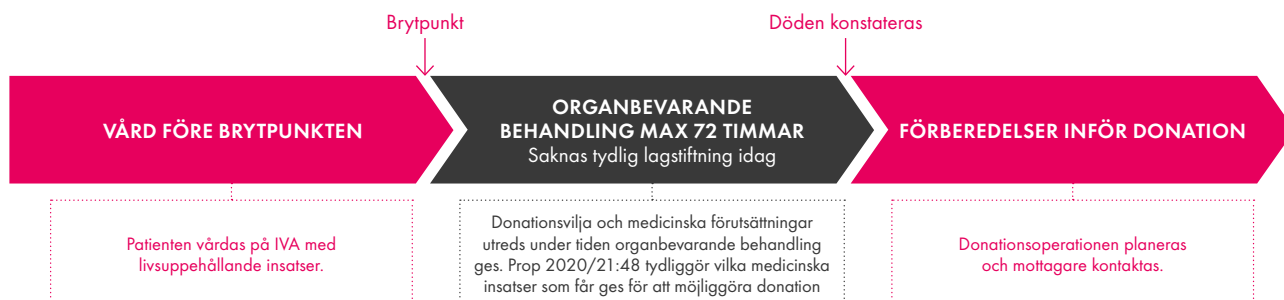 Brytpunkt
Döden konstateras
VÅRD FÖRE BRYTPUNKTEN
ORGANBEVARANDE
BEHANDLING MAX 72 TIMMAR
Saknas tydlig lagstiftning idag
FÖRBEREDELSER INFÖR DONATION
Patienten vårdas på IVA med
livsuppehållande insatser.
Donationsvilja och medicinska förutsättningar
utreds under tiden organbevarande behandling
ges. Prop 2020/21:48 tydliggör vilka medicinska
insatser som får ges för att möjliggöra donation
Donationsoperationen planeras
och mottagare kontaktas.